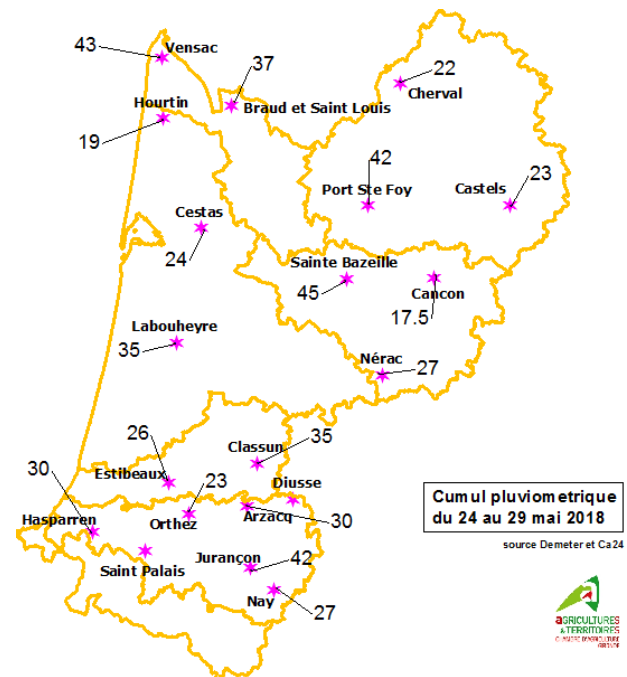 43
Vensac
37
22
Cherval
Hourtin
Braud et Saint Louis
19
42
Port Ste Foy
Castels
23
Cestas
24
Sainte Bazeille
45
Cancon
17.5
Labouheyre
35
Nérac
27
26
Classun
35
Estibeaux
Diusse
30
23
Hasparren
Orthez
Arzacq
30
Saint Palais
Jurançon
42
Nay
27
Cumul pluviometrique
du 24 au 29 mai 2018
source Demeter et Ca24
AGRICULTURES
& TERRITOIRES
CHAMBRE D'AGRICULTURE
GIRONDE